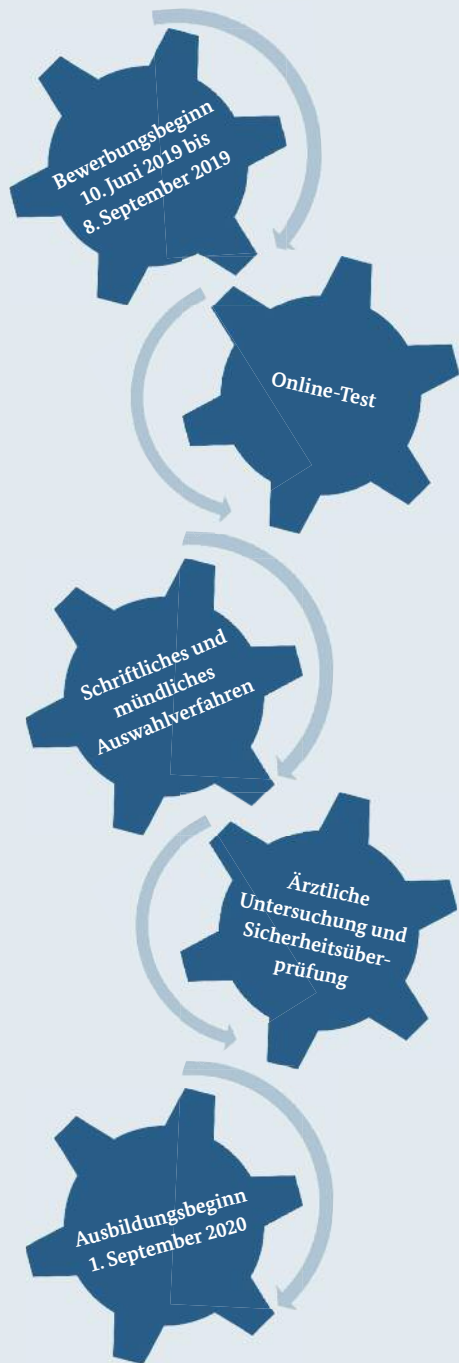 Bewerbungsbeginn
10. Juni 2019 bis
8. September 2019
Online-Test
Schriftliches und
mündliches
Auswahlverfahren
Ärztliche
Untersuchung und
Sicherheitsüber-
prüfung
Ausbildungsbeginn
1. September 2020